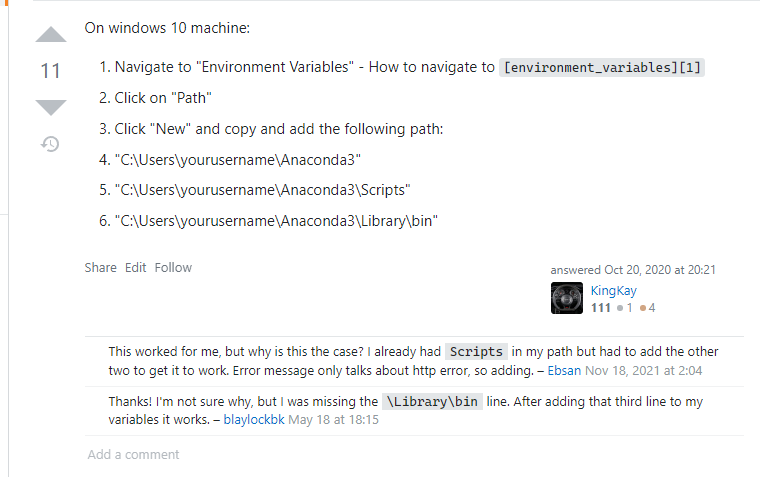 On windows 10 machine:
11
1. Navigate to "Environment Variables" - How to navigate to [environment_variables][1]
2. Click on "Path"
3. Click "New" and copy and add the following path:
4. "C:\Users\yourusername\Anaconda3"
5. "C:\Users\yourusername\Anaconda3\Scripts"
6. "C:\Users\yourusername\Anaconda3\Library\bin"
Share Edit Follow
answered Oct 20, 2020 at 20:21
KingKay
111 1 4
This worked for me, but why is this the case? I already had Scripts in my path but had to add the other
two to get it to work. Error message only talks about http error, so adding. – Ebsan Nov 18, 2021 at 2:04
Thanks! I'm not sure why, but I was missing the \Library\bin line. After adding that third line to my
variables it works. – blaylockbk May 18 at 18:15
Add a comment